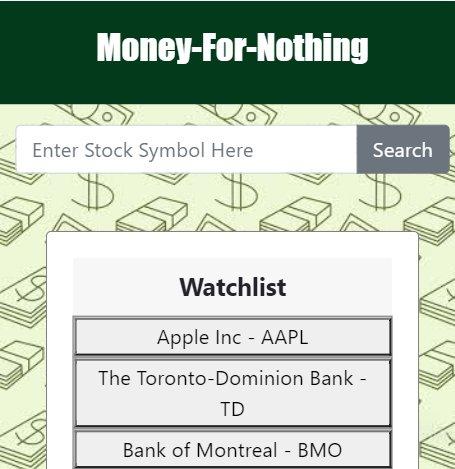 Money-For-Nothing
Enter Stock Symbol Here
Search
Watchlist
Apple Inc - AAPL
The Toronto-Dominion Bank -
TD
Bank of Montreal - BMO